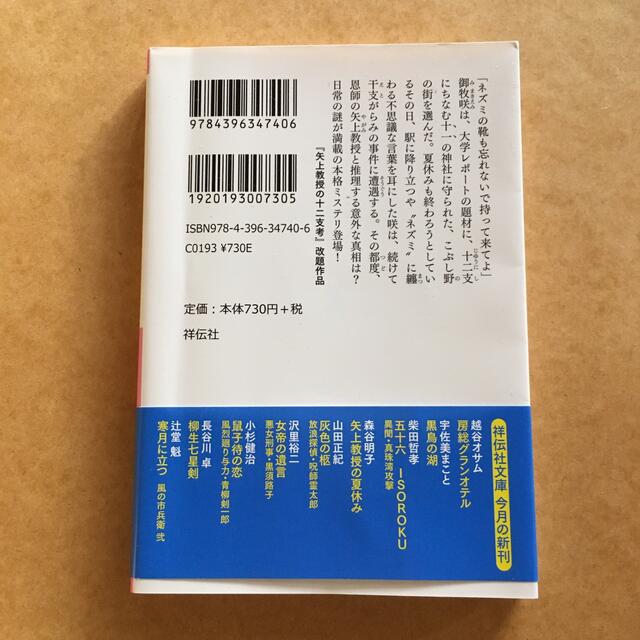 「ネズミの靴も忘れないで持って来てよ」
御牧咲は、大学レポートの題材に、十二支
にちなむ十一の神社に守られた、こぶし野
の街を選んだ。夏休みも終わろうとしてい
るその日、駅に降り立つや〝ネズミ〟に纏
わる不思議な言葉を耳にした咲は、続けて
干支がらみの事件に遭遇する。その都度、
恩師の矢上教授と推理する意外な真相は？
日常の謎が満載の本格ミステリ登場！
『矢上教授の十二支考』改題作品
9784396347406
1920193007305
ISBN978-4-396-34740-6
C0193 ¥730E
定価：本体730円＋税
祥伝社
祥伝社文庫 今月の新刊
越谷オサム
房総グランオテル
宇佐美まこと
黒鳥の湖
柴田哲孝
五十六 ISOROKU
異聞・真珠湾攻撃
森谷明子
矢上教授の夏休み
山田正紀
灰色の柩
放浪探偵・呪師霊太郎
沢里裕二
女帝の遺言
悪女刑事・黒須路子
小杉健治
鼠子待の恋
風烈廻り与力・青柳剣一郎
長谷川卓
柳生七星剣
辻堂魁
寒月に立つ 風の市兵衛 弐